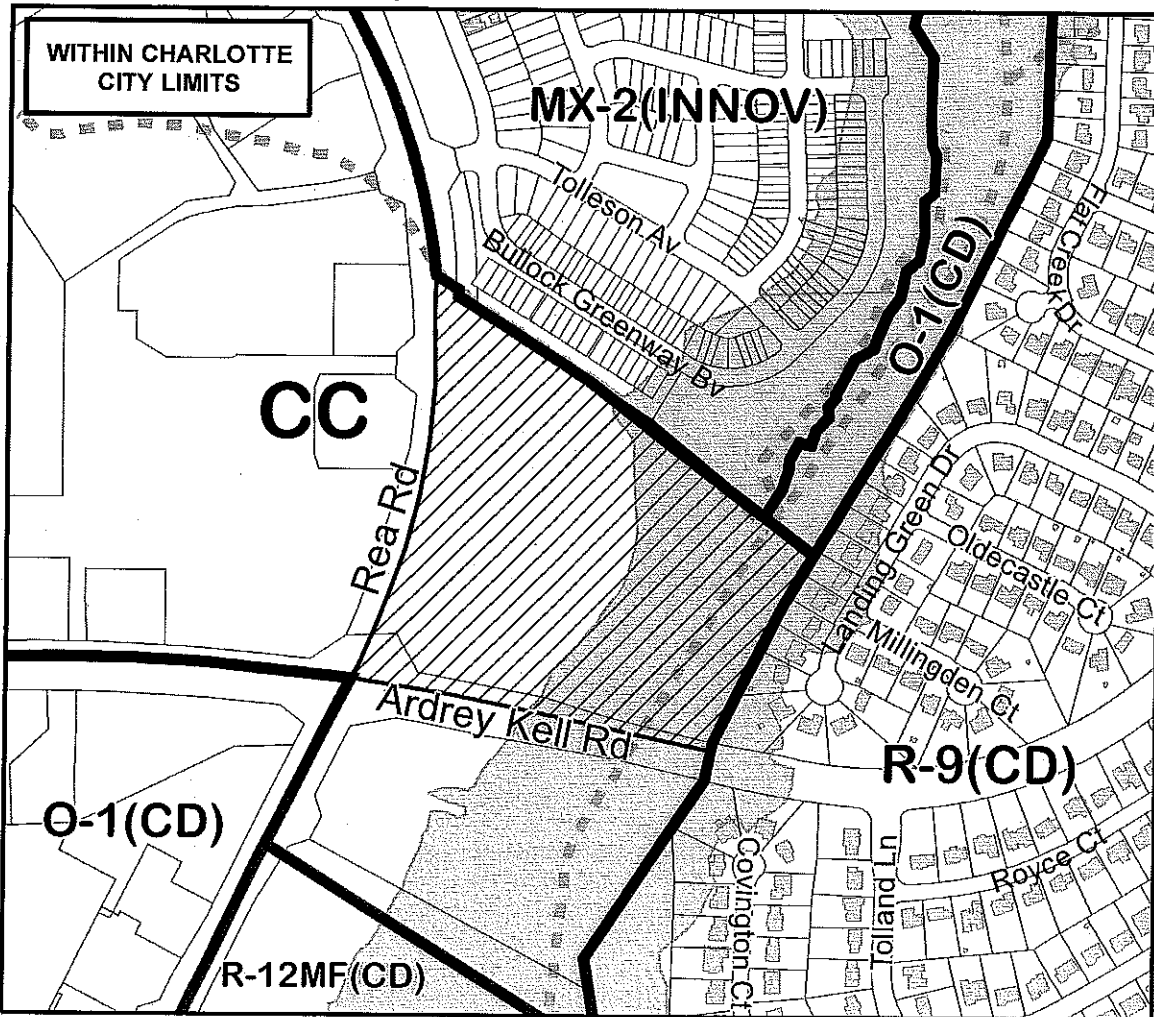 WITHIN CHARLOTTE
CITY LIMITS
MX-2(INNOV)
Tolleson Av
Bullock Greenway Bv
Flat Creek Dr
O-1(CD)
CC
Rea Rd
Landing Green Dr
Oldecastle Ct
Millingden Ct
Ardrey Kell Rd
R-9(CD)
O-1(CD)
Covington Ct
Tolland Ln
Royce Ct
R-12MF(CD)